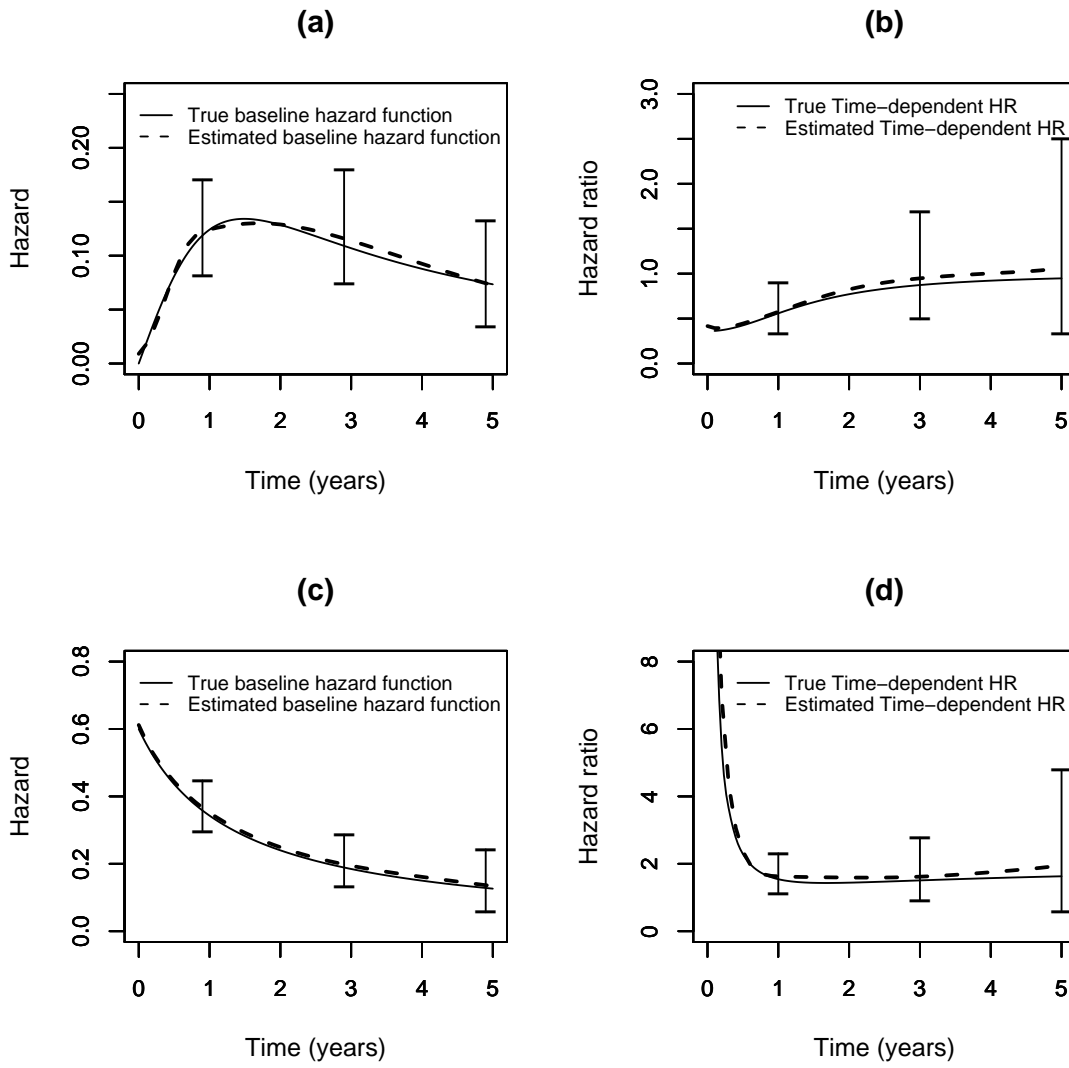 (a)
True baseline hazard function
Estimated baseline hazard function
Hazard
0.00
0.10
0.20
0 1 2 3 4 5
Time (years)
(b)
True Time−dependent HR
Estimated Time−dependent HR
Hazard ratio
0.0
1.0
2.0
3.0
0 1 2 3 4 5
Time (years)
(c)
True baseline hazard function
Estimated baseline hazard function
Hazard
0.0
0.2
0.4
0.6
0.8
0 1 2 3 4 5
Time (years)
(d)
True Time−dependent HR
Estimated Time−dependent HR
Hazard ratio
0
2
4
6
8
0 1 2 3 4 5
Time (years)